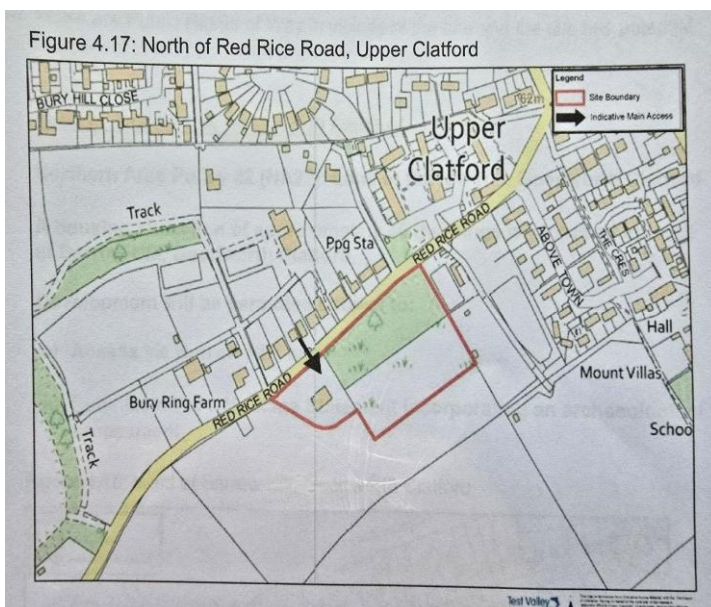 Figure 4.17: North of Red Rice Road, Upper Clatford
Legend
Site Boundary
Indicative Main Access
BURY HILL CLOSE
62m
Upper
Clatford
Track
Ppg Sta
RED RICE ROAD
ABOVE TOWN
THE CRES
Hall
Mount Villas
Bury Ring Farm
RED RICE ROAD
Schoo
Track
Test Valley